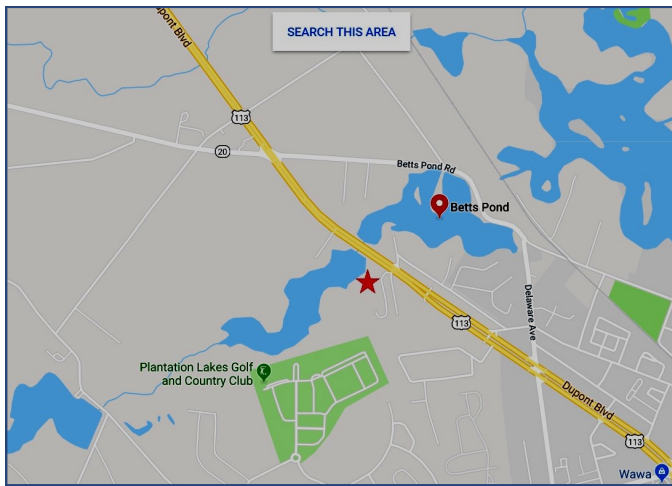 SEARCH THIS AREA
Dupont Blvd
113
20
Betts Pond Rd
Betts Pond
Delaware Ave
113
Plantation Lakes Golf
and Country Club
Dupont Blvd
113
Wawa